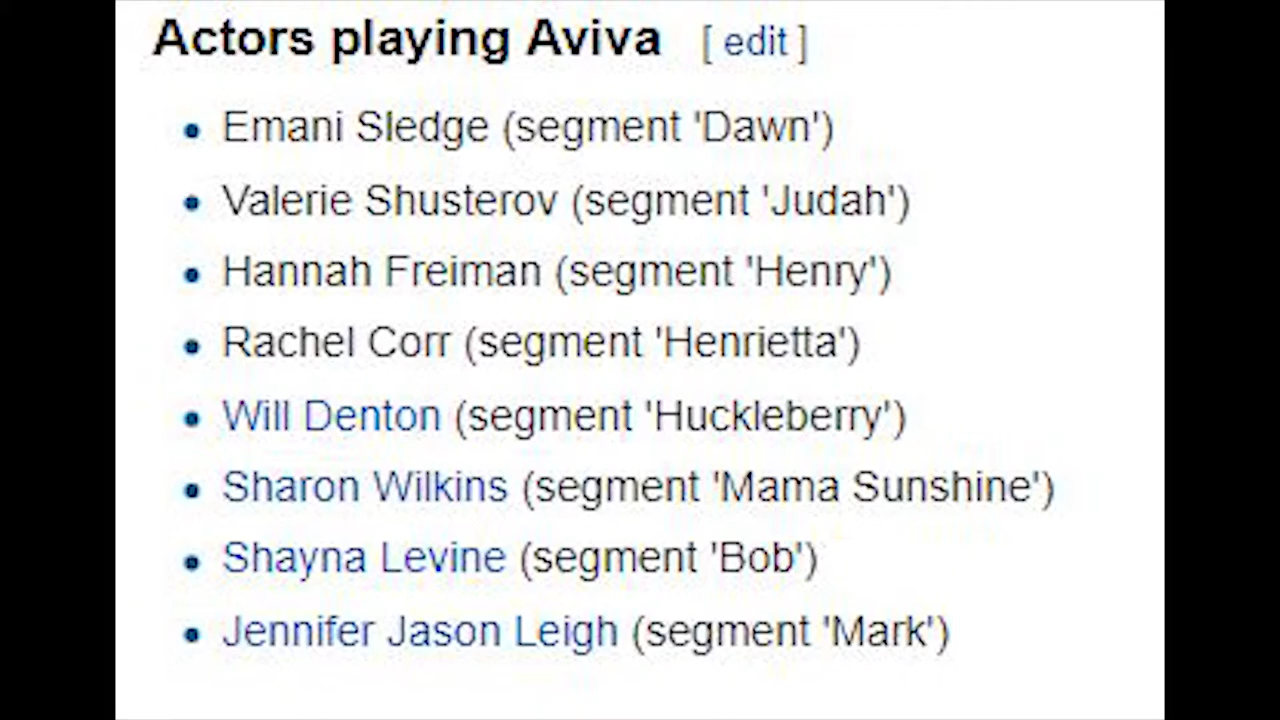 Actors playing Aviva [ edit ]
• Emani Sledge (segment 'Dawn')
• Valerie Shusterov (segment 'Judah')
• Hannah Freiman (segment 'Henry')
• Rachel Corr (segment 'Henrietta')
• Will Denton (segment 'Huckleberry')
• Sharon Wilkins (segment 'Mama Sunshine')
• Shayna Levine (segment 'Bob')
• Jennifer Jason Leigh (segment 'Mark')